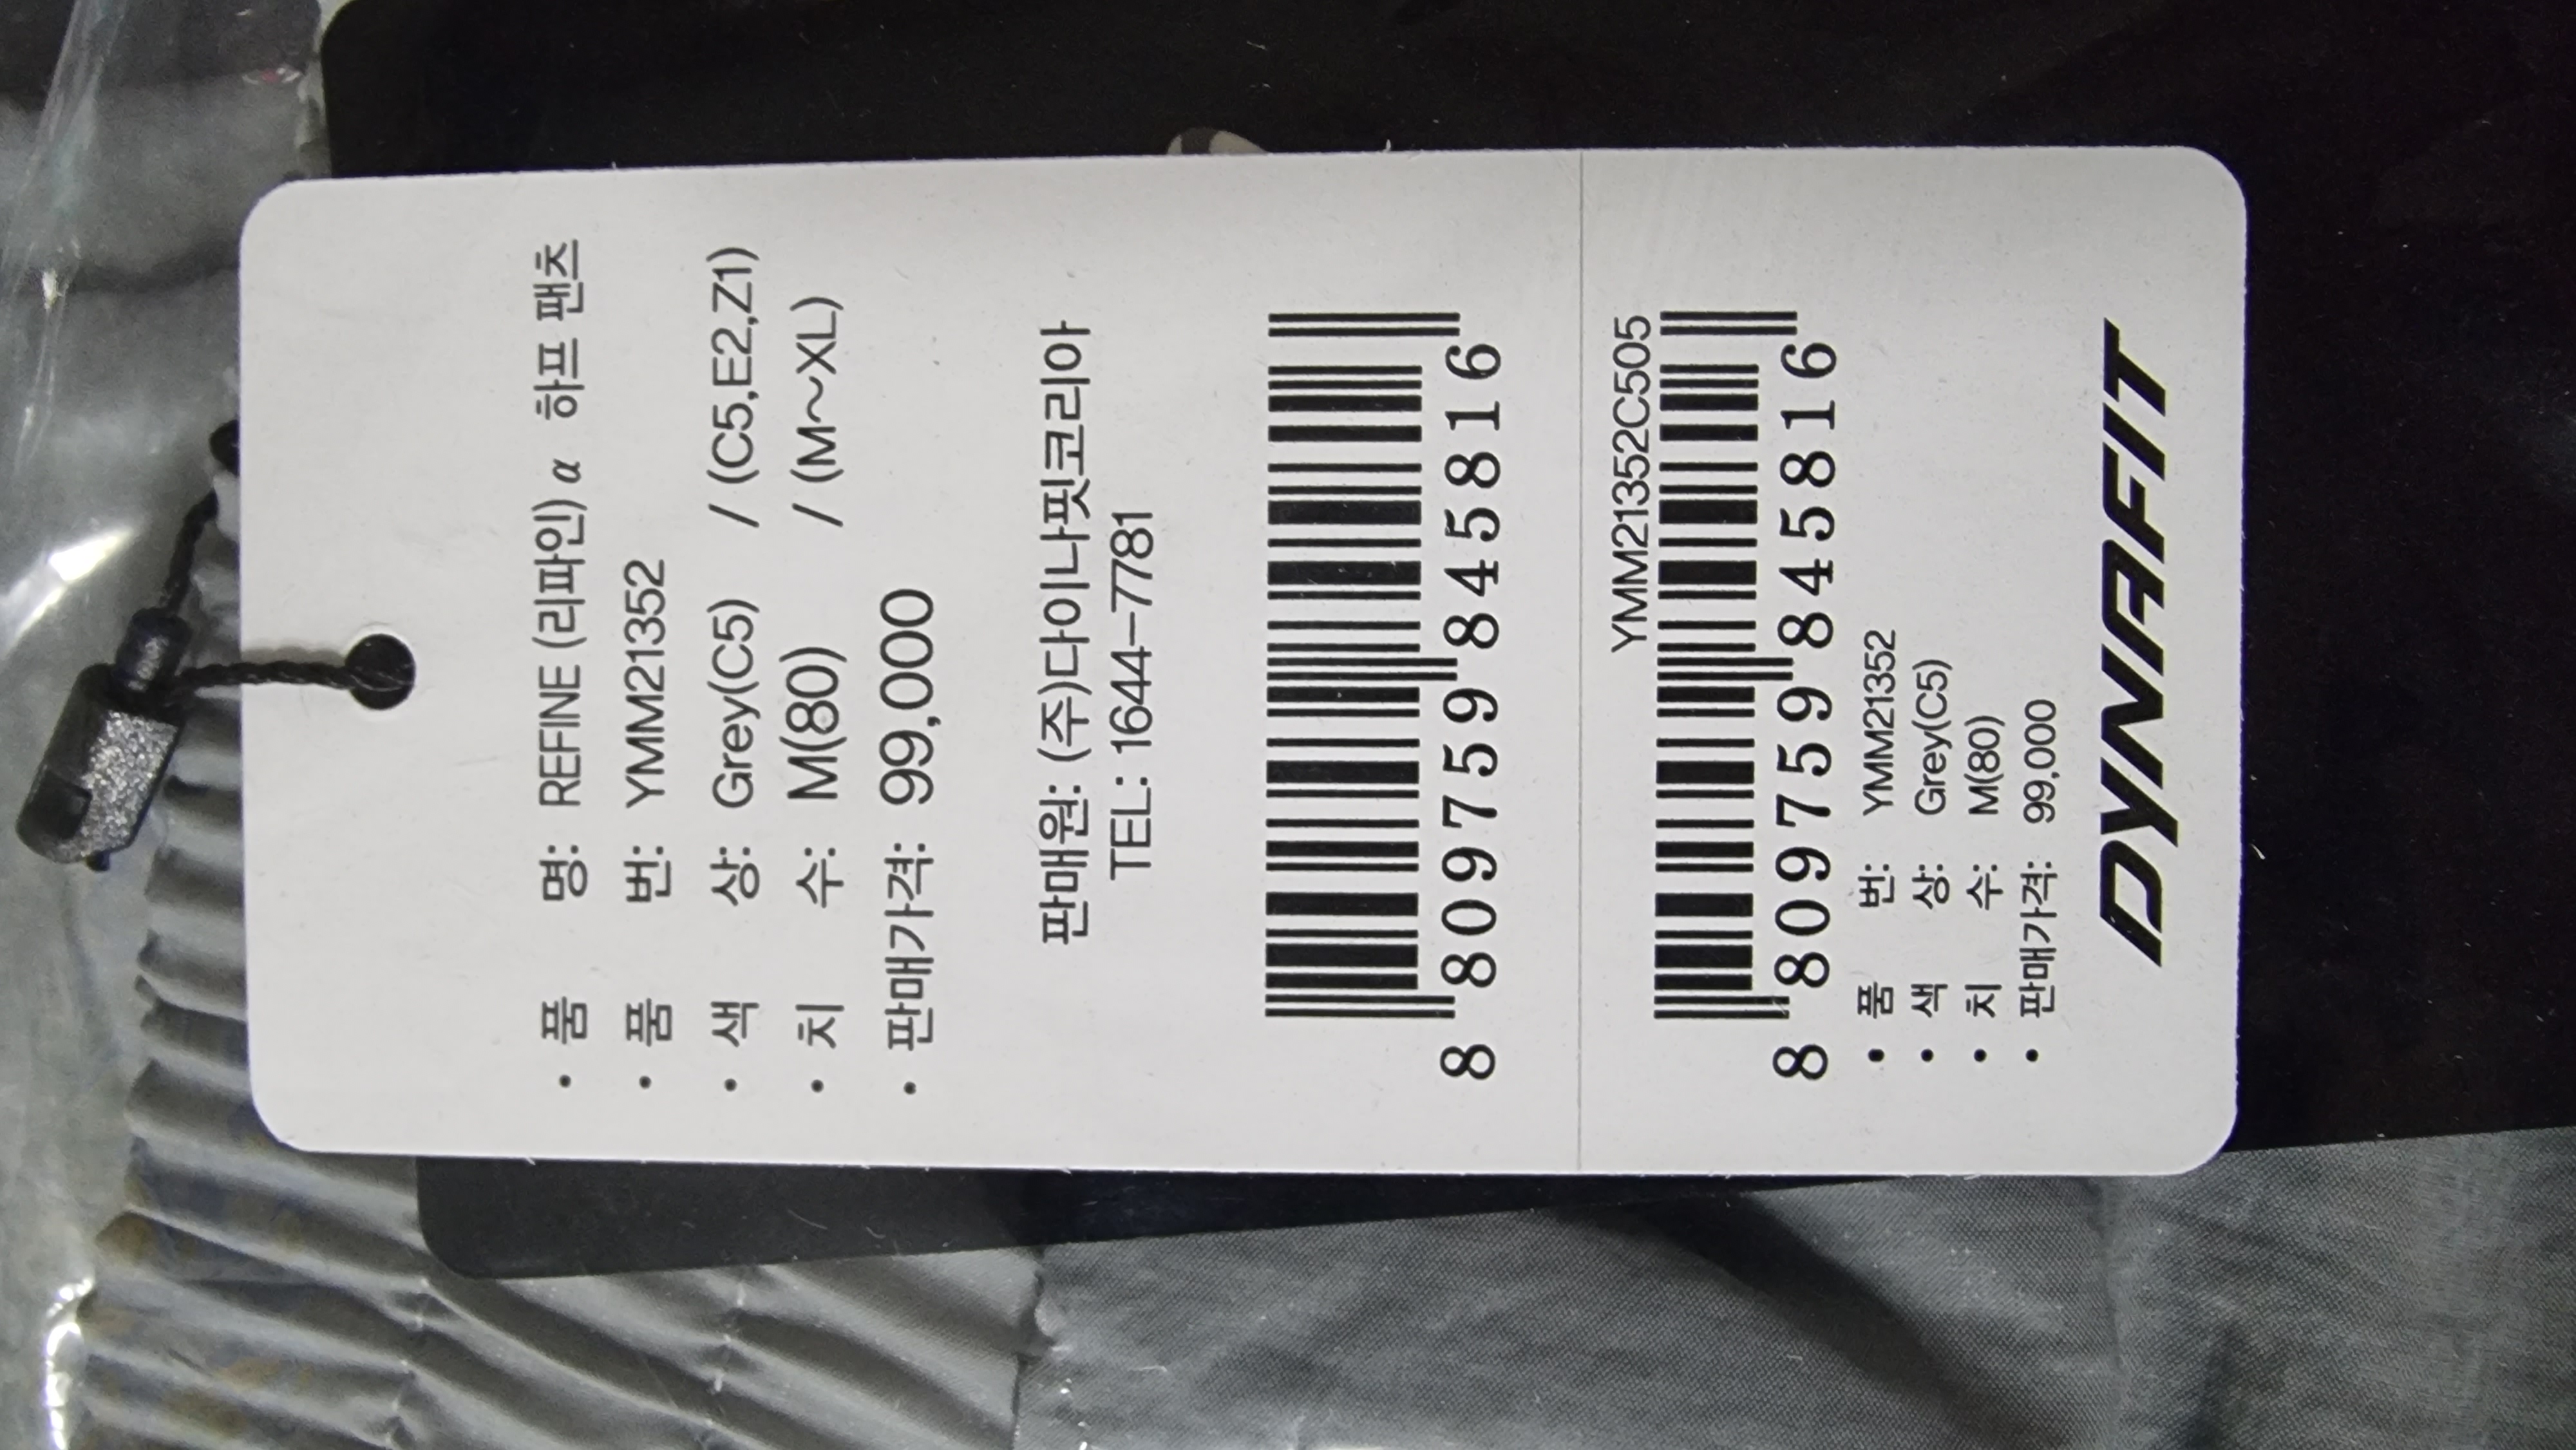 • 품 명: REFINE (리파인) α 하프 팬츠
• 품 번: YMM21352
• 색 상: Grey(C5) / (C5,E2,Z1)
• 치 수: M(80) / (M~XL)
• 판매가격: 99,000
판매원: (주)다이나핏코리아
TEL: 1644-7781
8 809759 845816
YMM21352C505
8 809759 845816
• 품 번: YMM21352
• 색 상: Grey(C5)
• 치 수: M(80)
• 판매가격: 99,000
DYNAFIT